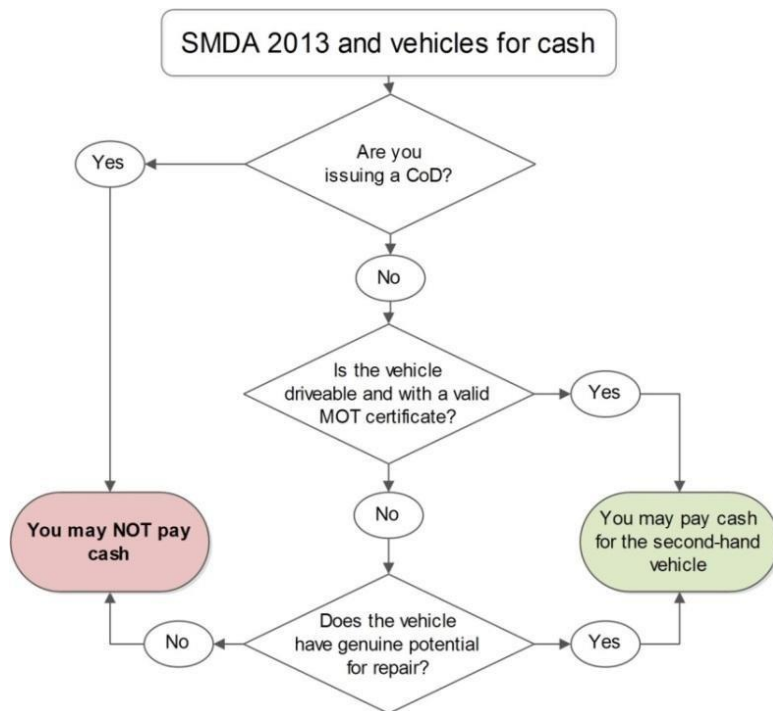 SMDA 2013 and vehicles for cash
Are you
issuing a CoD?
Yes
No
Is the vehicle
driveable and with a valid
MOT certificate?
Yes
No
You may NOT pay
cash
You may pay cash
for the second-hand
vehicle
Does the vehicle
have genuine potential
for repair?
No
Yes